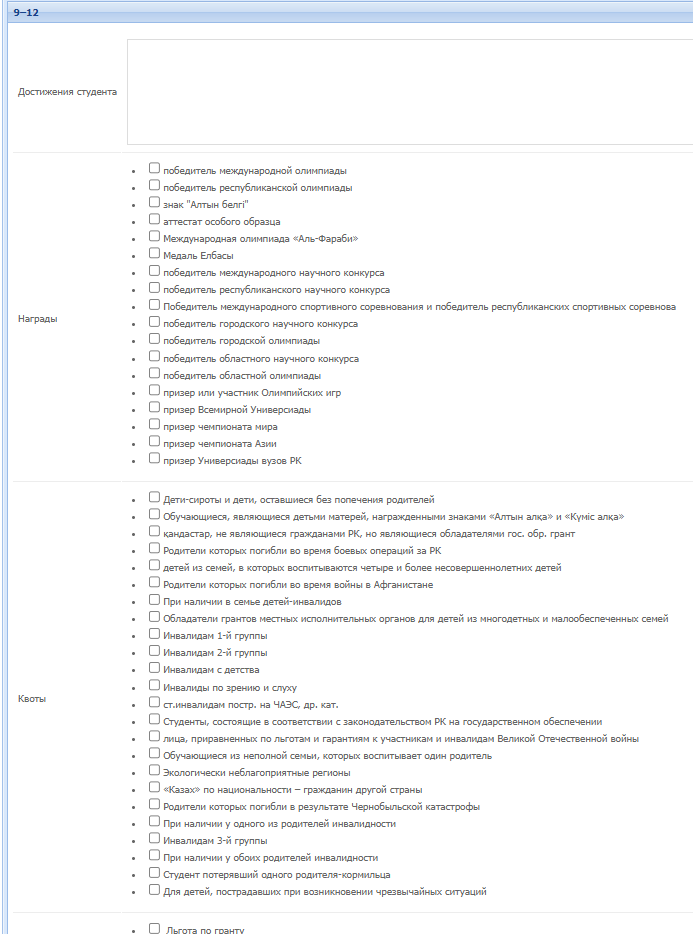 9–12
Достижения студента
Награды
победитель международной олимпиады
победитель республиканской олимпиады
знак "Алтын белгі"
аттестат особого образца
Международная олимпиада «Аль-Фараби»
Медаль Елбасы
победитель международного научного конкурса
победитель республиканского научного конкурса
Победитель международного спортивного соревнования и победитель республиканских спортивных соревнова
победитель городского научного конкурса
победитель городской олимпиады
победитель областного научного конкурса
победитель областной олимпиады
призер или участник Олимпийских игр
призер Всемирной Универсиады
призер чемпионата мира
призер чемпионата Азии
призер Универсиады вузов РК
Квоты
Дети-сироты и дети, оставшиеся без попечения родителей
Обучающиеся, являющиеся детьми матерей, награжденными знаками «Алтын алқа» и «Күміс алқа»
қандастар, не являющиеся гражданами РК, но являющиеся обладателями гос. обр. грант
Родители которых погибли во время боевых операций за РК
детей из семей, в которых воспитываются четыре и более несовершеннолетних детей
Родители которых погибли во время войны в Афганистане
При наличии в семье детей-инвалидов
Обладатели грантов местных исполнительных органов для детей из многодетных и малообеспеченных семей
Инвалидам 1-й группы
Инвалидам 2-й группы
Инвалидам с детства
Инвалиды по зрению и слуху
ст.инвалидам постр. на ЧАЭС, др. кат.
Студенты, состоящие в соответствии с законодательством РК на государственном обеспечении
лица, приравненных по льготам и гарантиям к участникам и инвалидам Великой Отечественной войны
Обучающиеся из неполной семьи, которых воспитывает один родитель
Экологически неблагоприятные регионы
«Казах» по национальности – гражданин другой страны
Родители которых погибли в результате Чернобыльской катастрофы
При наличии у одного из родителей инвалидности
Инвалидам 3-й группы
При наличии у обоих родителей инвалидности
Студент потерявший одного родителя-кормильца
Для детей, пострадавших при возникновении чрезвычайных ситуаций
Льгота по гранту